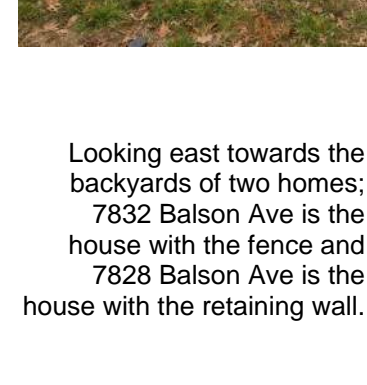 Looking east towards the
backyards of two homes;
7832 Balson Ave is the
house with the fence and
7828 Balson Ave is the
house with the retaining wall.